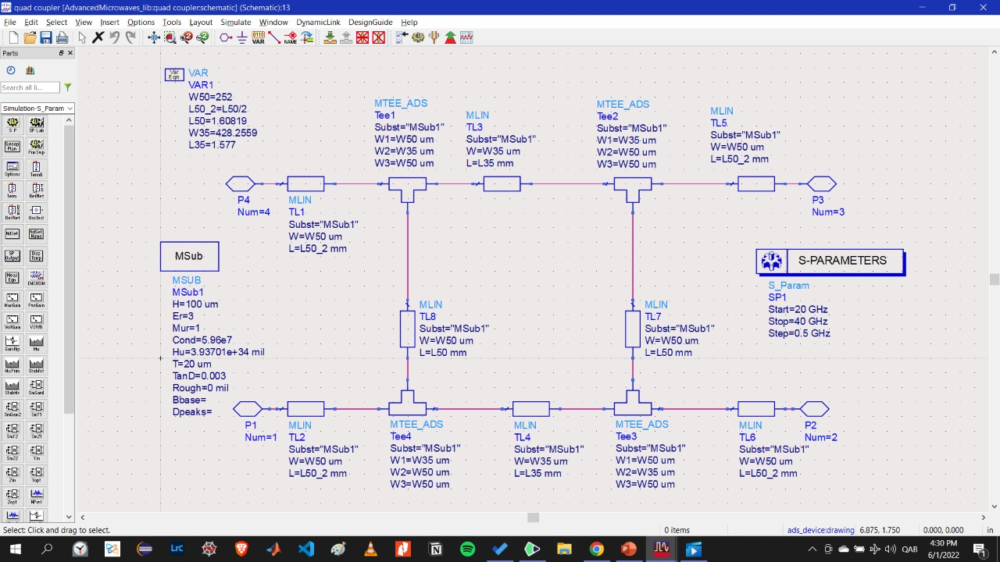 quad coupler [AdvancedMicrowaves_lib:quad coupler:schematic] (Schematic):13
File Edit Select View Insert Options Tools Layout Simulate Window DynamicLink DesignGuide Help
Parts
Search all li...
Simulation-S_Param
VAR
VAR1
W50=252
L50_2=L50/2
L50=1.60819
W35=428.2559
L35=1.577
MTEE_ADS
Tee1
Subst="MSub1"
W1=W50 um
W2=W35 um
W3=W50 um
MLIN
TL3
Subst="MSub1"
W=W35 um
L=L35 mm
MTEE_ADS
Tee2
Subst="MSub1"
W1=W35 um
W2=W50 um
W3=W50 um
MLIN
TL5
Subst="MSub1"
W=W50 um
L=L50_2 mm
P4
Num=4
MLIN
TL1
Subst="MSub1"
W=W50 um
L=L50_2 mm
P3
Num=3
MSub
MSUB
MSub1
H=100 um
Er=3
Mur=1
Cond=5.96e7
Hu=3.93701e+34 mil
T=20 um
TanD=0.003
Rough=0 mil
Bbase=
Dpeaks=
S-PARAMETERS
S_Param
SP1
Start=20 GHz
Stop=40 GHz
Step=0.5 GHz
MLIN
TL8
Subst="MSub1"
W=W50 um
L=L50 mm
MLIN
TL7
Subst="MSub1"
W=W50 um
L=L50 mm
P1
Num=1
MLIN
TL2
Subst="MSub1"
W=W50 um
L=L50_2 mm
MTEE_ADS
Tee4
Subst="MSub1"
W1=W35 um
W2=W50 um
W3=W50 um
MLIN
TL4
Subst="MSub1"
W=W35 um
L=L35 mm
MTEE_ADS
Tee3
Subst="MSub1"
W1=W50 um
W2=W35 um
W3=W50 um
MLIN
TL6
Subst="MSub1"
W=W50 um
L=L50_2 mm
P2
Num=2
Select: Click and drag to select.
0 items
ads_device:drawing 6.875, 1.750 0.000, 0.000 in
Lrc
QAB
4:30 PM
6/1/2022